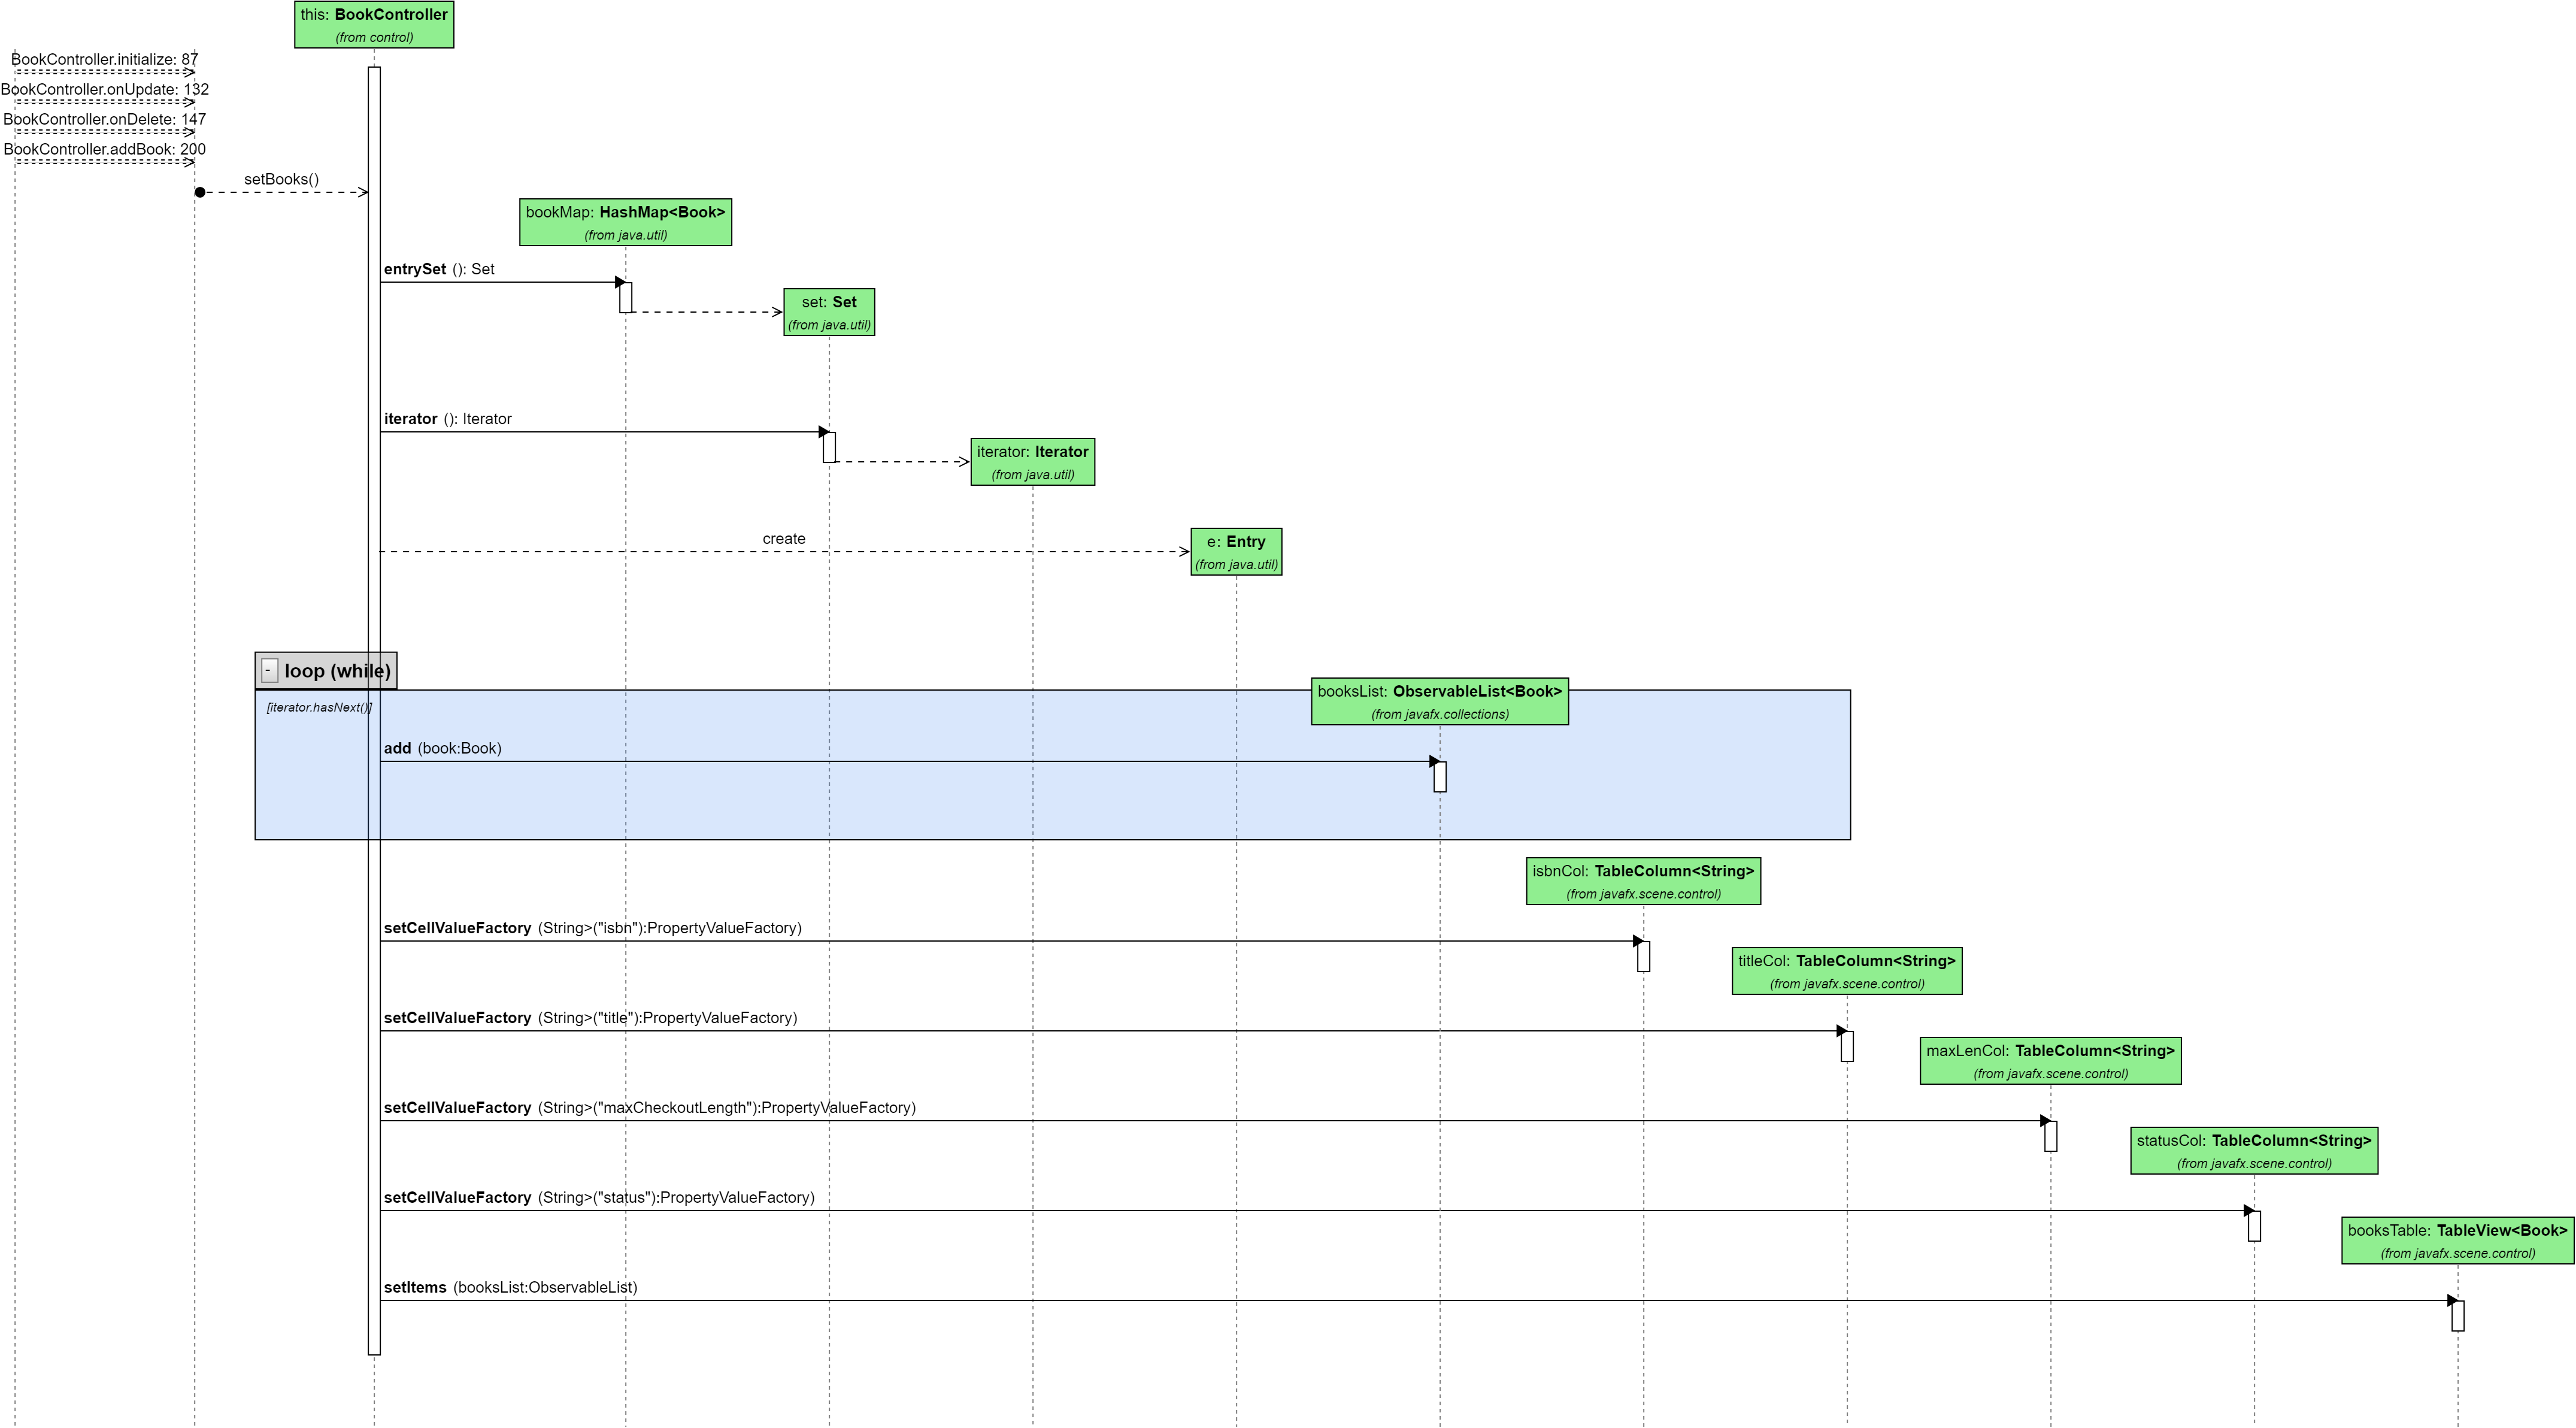 this: BookController
(from control)
BookController.initialize: 87
BookController.onUpdate: 132
BookController.onDelete: 147
BookController.addBook: 200
setBooks()
bookMap: HashMap<Book>
(from java.util)
entrySet (): Set
set: Set
(from java.util)
iterator (): Iterator
iterator: Iterator
(from java.util)
create
e: Entry
(from java.util)
- loop (while)
booksList: ObservableList<Book>
(from javafx.collections)
[iterator.hasNext()]
add (book:Book)
isbnCol: TableColumn<String>
(from javafx.scene.control)
setCellValueFactory (String>("isbn"):PropertyValueFactory)
titleCol: TableColumn<String>
(from javafx.scene.control)
setCellValueFactory (String>("title"):PropertyValueFactory)
maxLenCol: TableColumn<String>
(from javafx.scene.control)
setCellValueFactory (String>("maxCheckoutLength"):PropertyValueFactory)
statusCol: TableColumn<String>
(from javafx.scene.control)
setCellValueFactory (String>("status"):PropertyValueFactory)
booksTable: TableView<Book>
(from javafx.scene.control)
setItems (booksList:ObservableList)